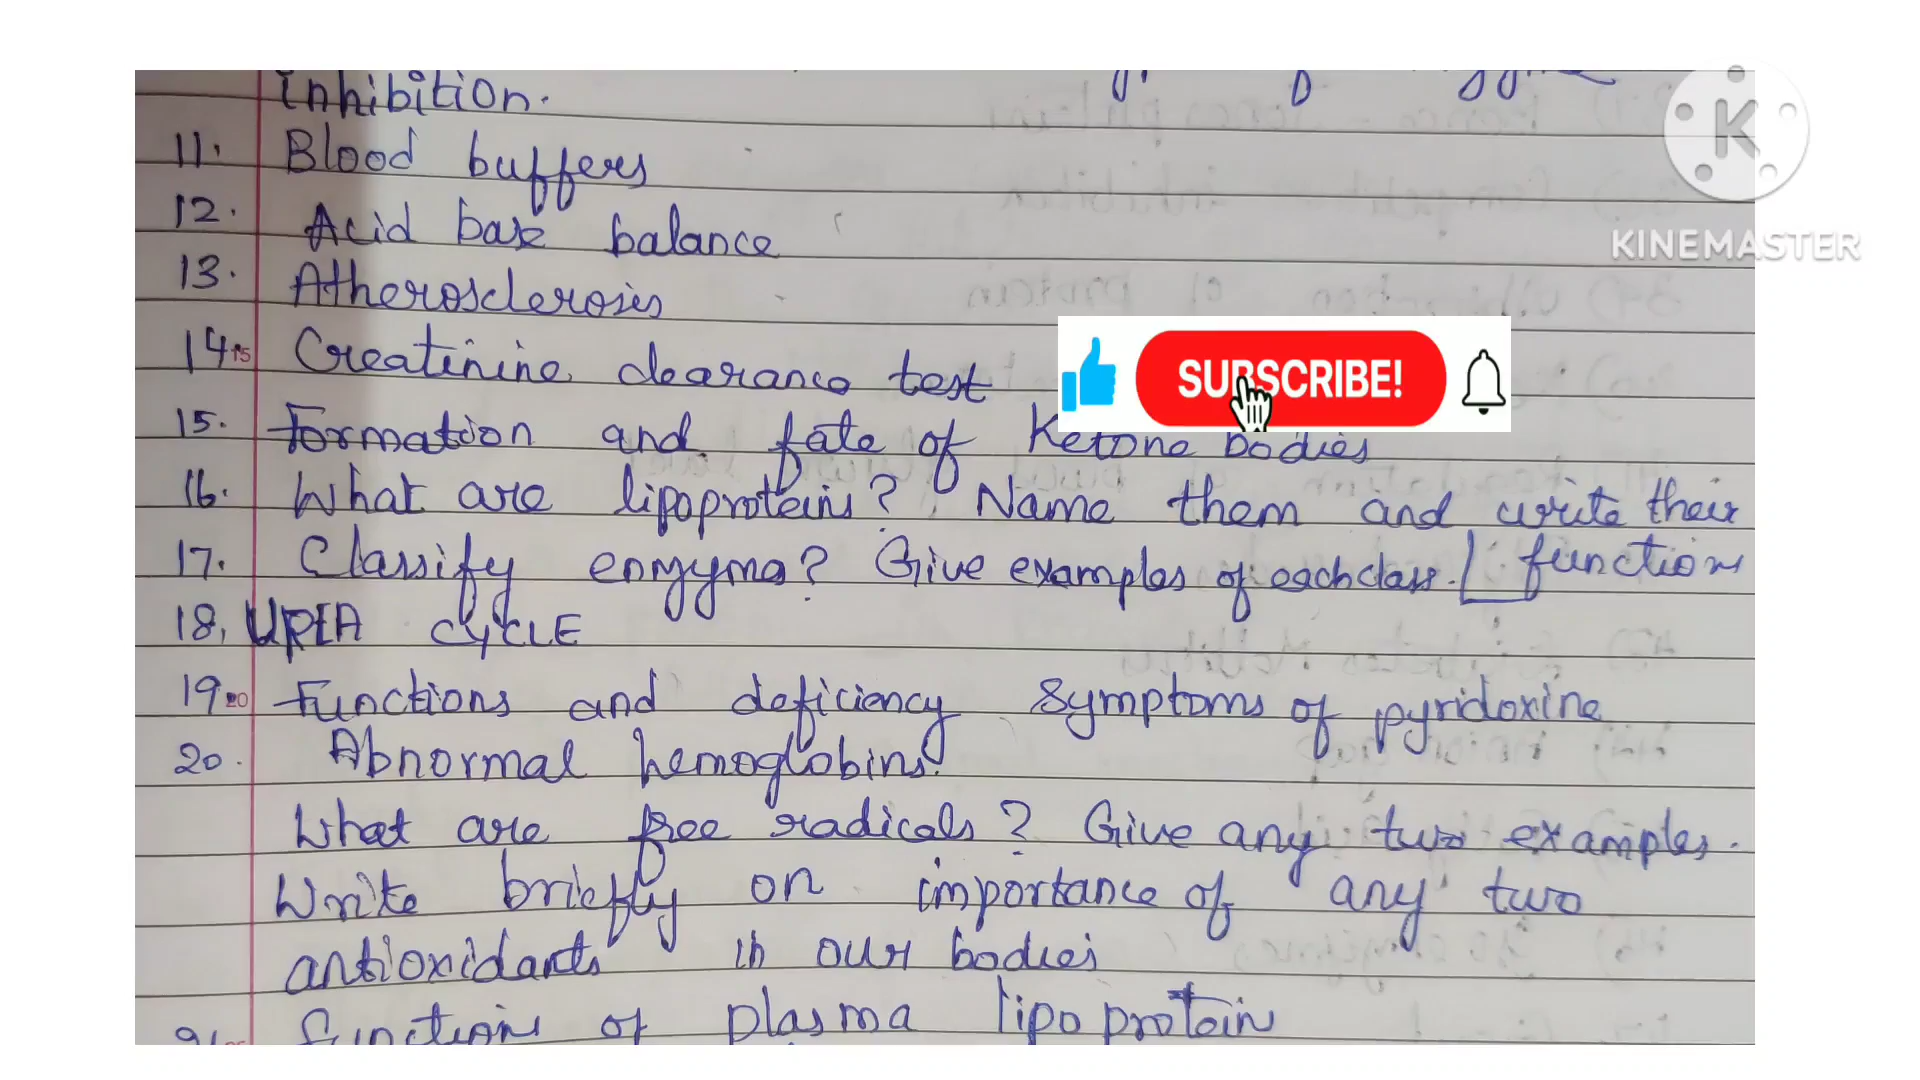 inhibition.
11. Blood buffers
12. Acid base balance
13. Atherosclerosis
14. 15 Creatinine clearance test
15. Formation and fate of Ketone bodies
16. What are lipoproteins? Name them and write their
function
17. Classify enzyme? Give examples of each class.
18, UREA CYCLE
19. 20 Functions and deficiency symptoms of pyridoxine
20. Abnormal hemoglobins.
What are free radicals? Give any two examples.
Write briefly on importance of any two
antioxidants in our bodies
21. functions of plasma lipoprotein
SUBSCRIBE!
K
KINEMASTER